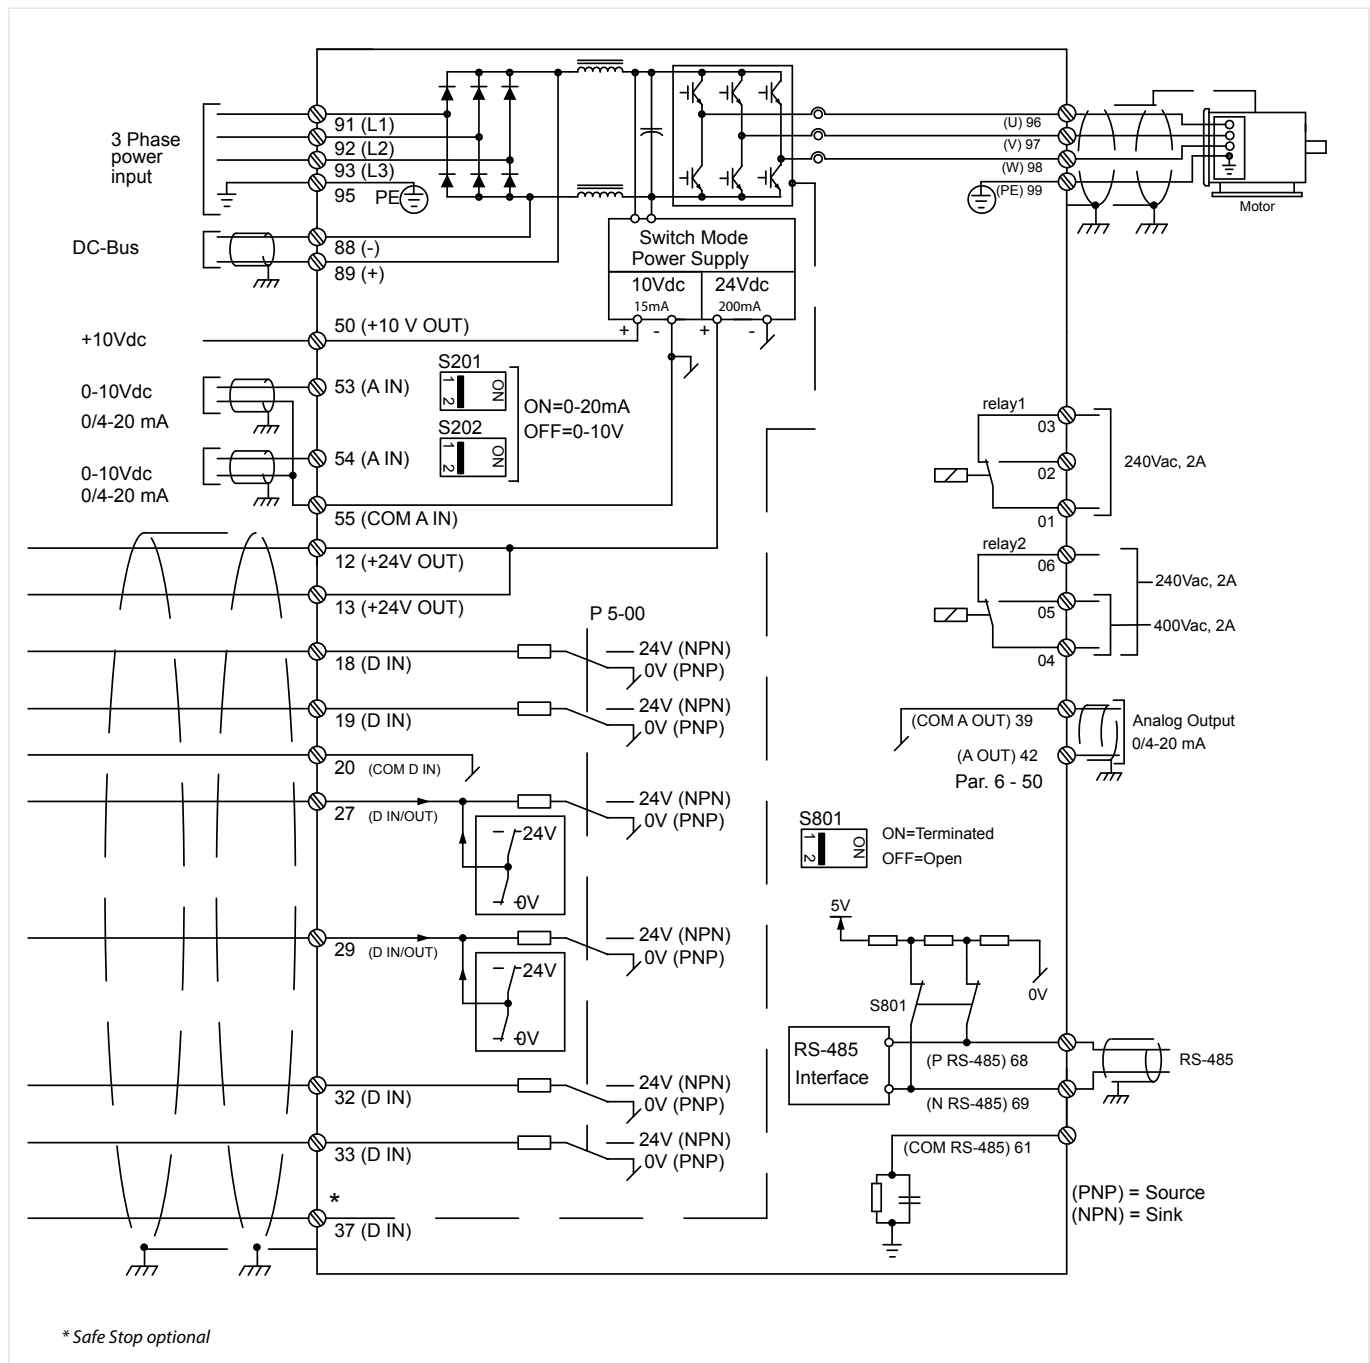 3 Phase
power
input
91 (L1)
92 (L2)
93 (L3)
95 PE
DC-Bus
88 (-)
89 (+)
+10Vdc
50 (+10 V OUT)
0-10Vdc
0/4-20 mA
53 (A IN)
0-10Vdc
0/4-20 mA
54 (A IN)
55 (COM A IN)
12 (+24V OUT)
13 (+24V OUT)
18 (D IN)
19 (D IN)
20 (COM D IN)
27 (D IN/OUT)
29 (D IN/OUT)
32 (D IN)
33 (D IN)
*
37 (D IN)
Switch Mode
Power Supply
10Vdc
15mA
24Vdc
200mA
+ - + -
S201
1 2 ON
S202
1 2 ON
ON=0-20mA
OFF=0-10V
P 5-00
24V (NPN)
0V (PNP)
24V (NPN)
0V (PNP)
24V (NPN)
0V (PNP)
24V
0V
24V (NPN)
0V (PNP)
24V
0V
24V (NPN)
0V (PNP)
24V (NPN)
0V (PNP)
(U) 96
(V) 97
(W) 98
(PE) 99
Motor
relay1
03
02
01
240Vac, 2A
relay2
06
05
04
240Vac, 2A
400Vac, 2A
(COM A OUT) 39
(A OUT) 42
Par. 6 - 50
Analog Output
0/4-20 mA
S801
1 2 ON
ON=Terminated
OFF=Open
5V
S801
0V
RS-485
Interface
(P RS-485) 68
(N RS-485) 69
(COM RS-485) 61
RS-485
(PNP) = Source
(NPN) = Sink
* Safe Stop optional